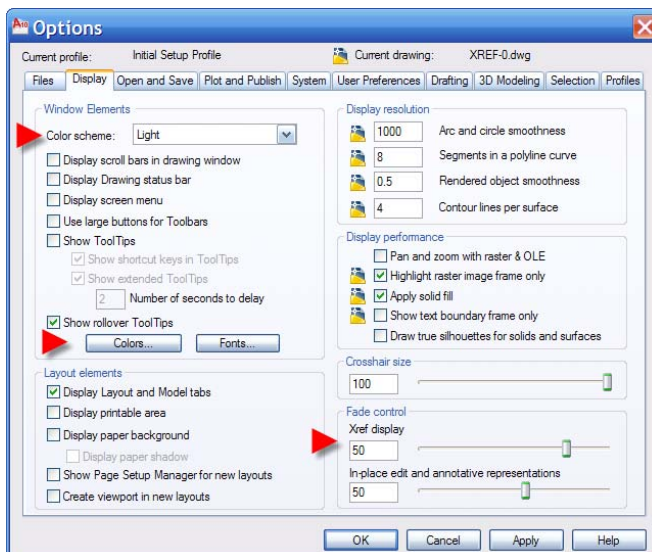 A10 Options
Current profile: Initial Setup Profile Current drawing: XREF-0.dwg
Files Display Open and Save Plot and Publish System User Preferences Drafting 3D Modeling Selection Profiles
Window Elements
Color scheme: Light
Display scroll bars in drawing window
Display Drawing status bar
Display screen menu
Use large buttons for Toolbars
Show ToolTips
Show shortcut keys in ToolTips
Show extended ToolTips
2 Number of seconds to delay
Show rollover ToolTips
Colors... Fonts...
Layout elements
Display Layout and Model tabs
Display printable area
Display paper background
Display paper shadow
Show Page Setup Manager for new layouts
Create viewport in new layouts
Display resolution
1000 Arc and circle smoothness
8 Segments in a polyline curve
0.5 Rendered object smoothness
4 Contour lines per surface
Display performance
Pan and zoom with raster & OLE
Highlight raster image frame only
Apply solid fill
Show text boundary frame only
Draw true silhouettes for solids and surfaces
Crosshair size
100
Fade control
Xref display
50
In-place edit and annotative representations
50
OK Cancel Apply Help